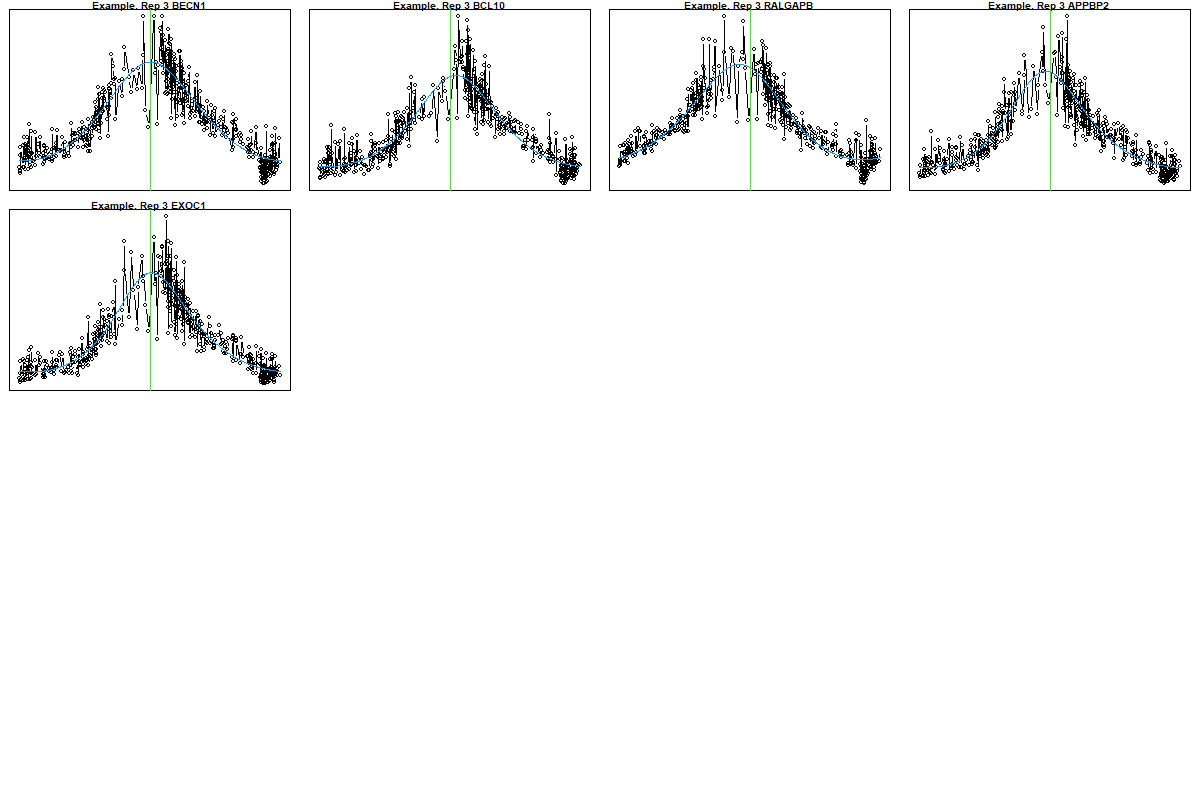 Example, Rep 3 BECN1
Example, Rep 3 BCL10
Example, Rep 3 RALGAPB
Example, Rep 3 APPBP2
Example, Rep 3 EXOC1